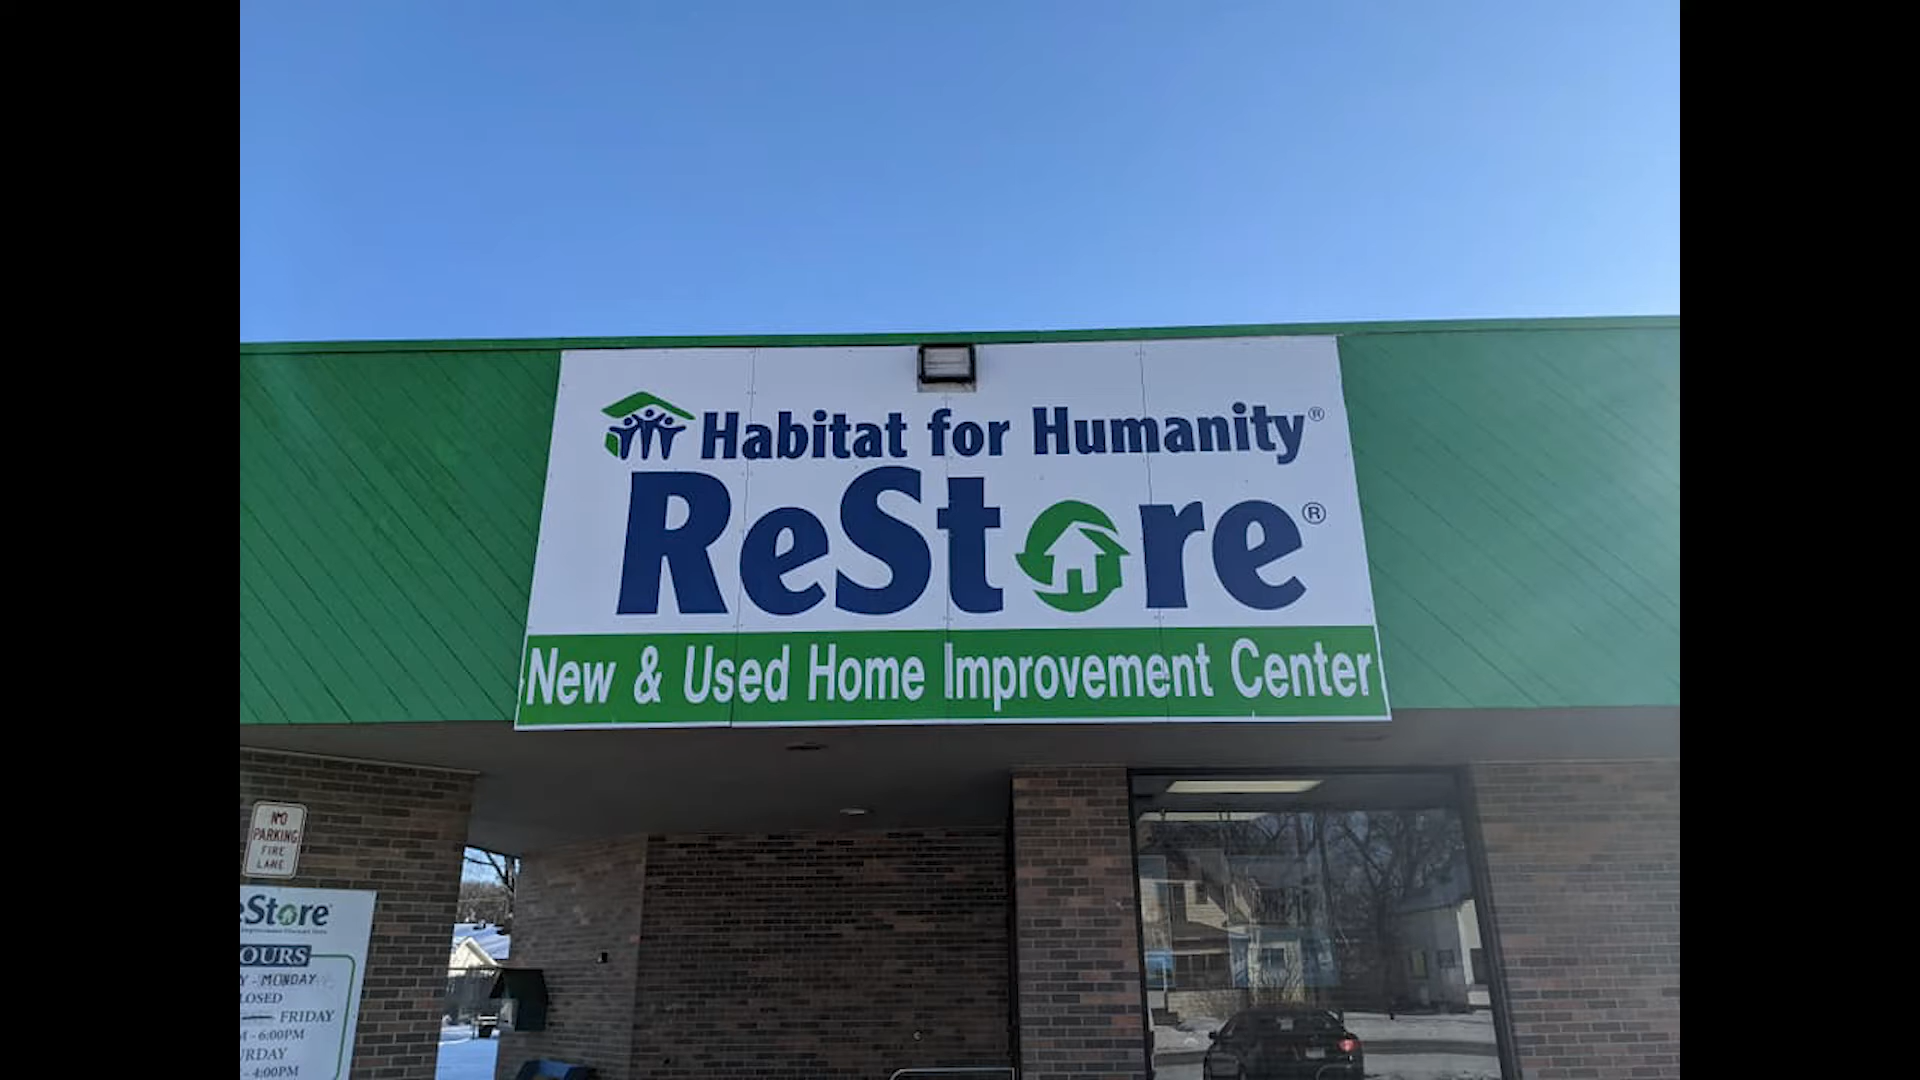 Habitat for Humanity®
ReStore®
New & Used Home Improvement Center
NO
PARKING
FIRE
LANE
eStore
OURS
Y - MONDAY
LOSED
FRIDAY
M - 6:00PM
URDAY
- 4:00PM